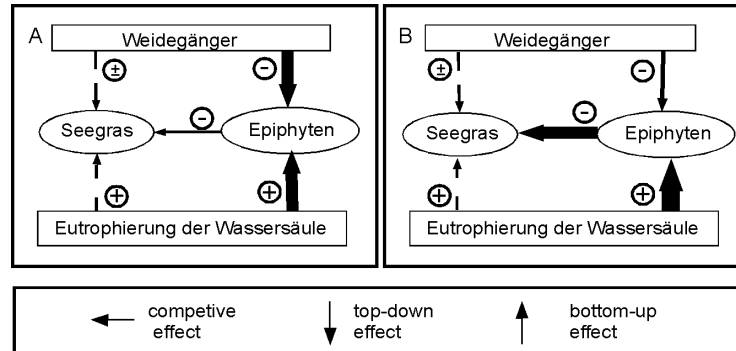 A
Weidegänger
±
-
Seegras
-
Epiphyten
+
+
Eutrophierung der Wassersäule
B
Weidegänger
±
-
Seegras
-
Epiphyten
+
+
Eutrophierung der Wassersäule
competive
effect
top-down
effect
bottom-up
effect